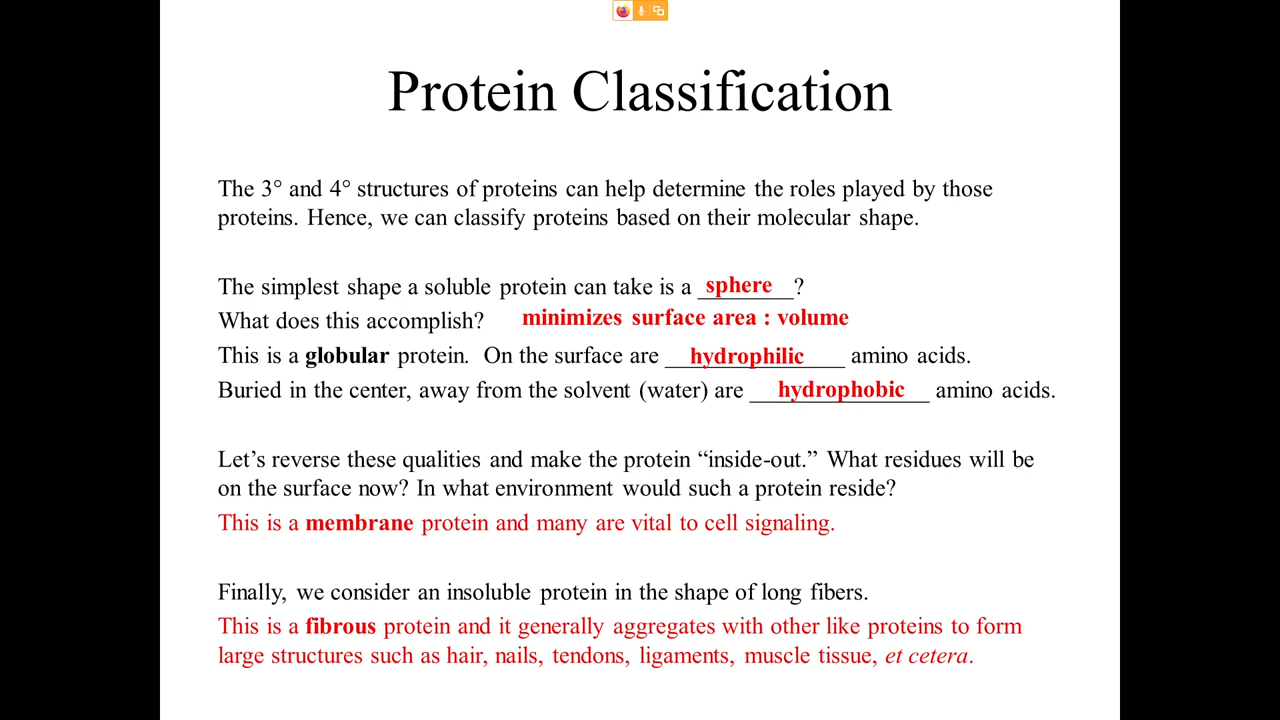 Protein Classification
The 3° and 4° structures of proteins can help determine the roles played by those
proteins. Hence, we can classify proteins based on their molecular shape.
The simplest shape a soluble protein can take is a sphere?
What does this accomplish? minimizes surface area : volume
This is a globular protein. On the surface are hydrophilic amino acids.
Buried in the center, away from the solvent (water) are hydrophobic amino acids.
Let’s reverse these qualities and make the protein “inside-out.” What residues will be
on the surface now? In what environment would such a protein reside?
This is a membrane protein and many are vital to cell signaling.
Finally, we consider an insoluble protein in the shape of long fibers.
This is a fibrous protein and it generally aggregates with other like proteins to form
large structures such as hair, nails, tendons, ligaments, muscle tissue, et cetera.